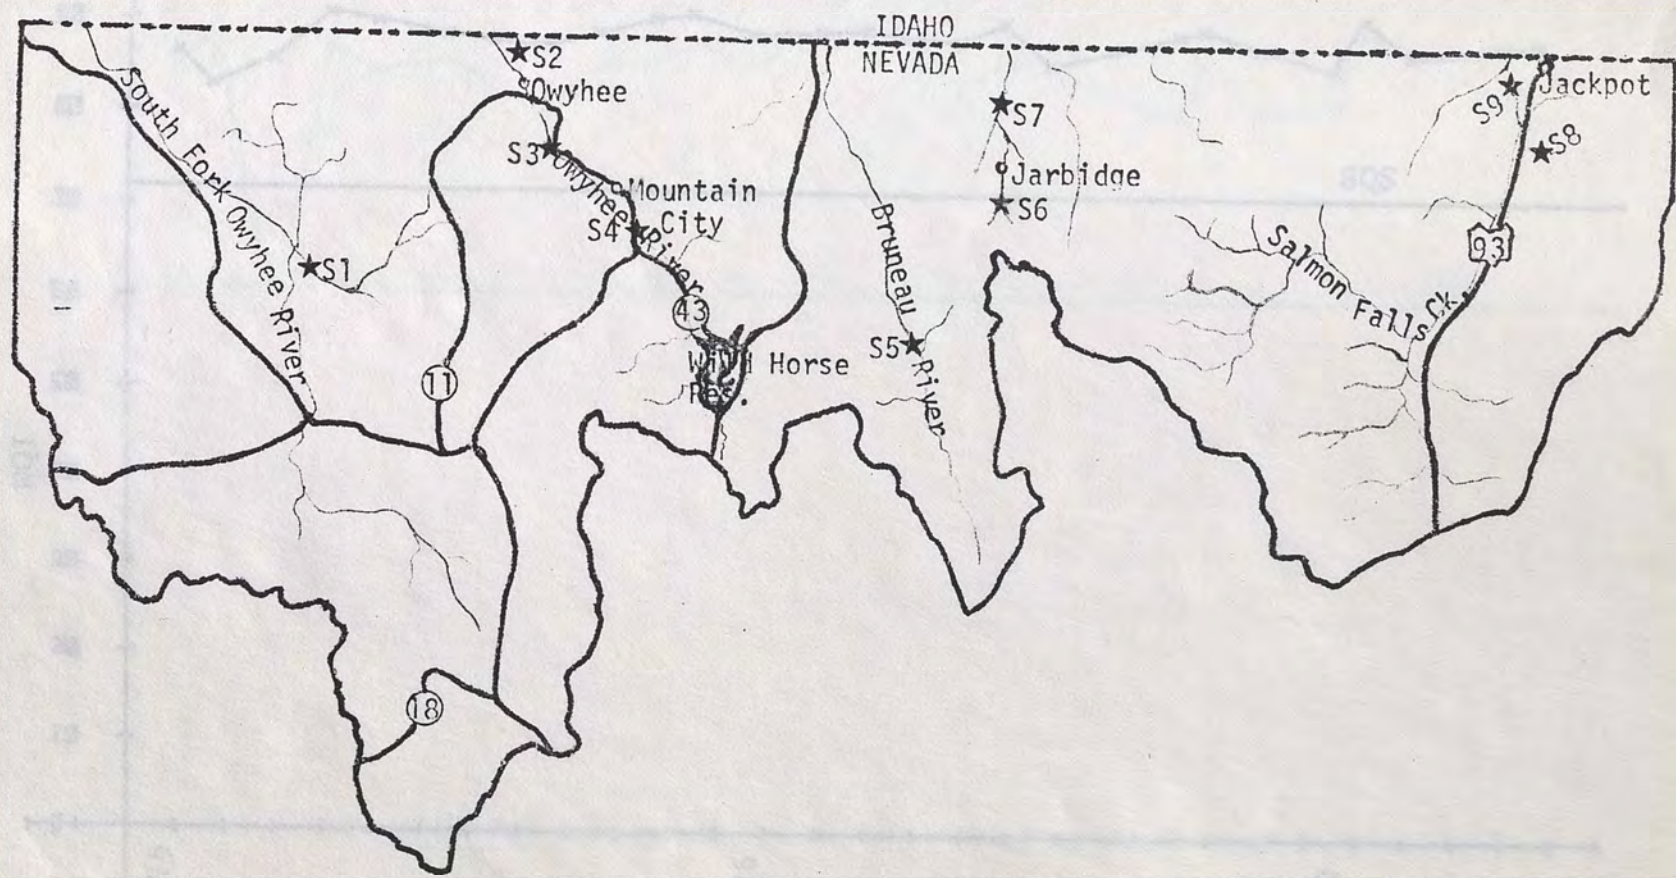 IDAHO
NEVADA
S2
Owyhee
S7
Jackpot
S9
S8
South Fork Owyhee River
S3
Owyhee River
Mountain
City
S4
Jarbidge
S6
Bruneau River
S1
Salmon Falls Ck.
93
43
S5
Wild Horse
Res.
11
18